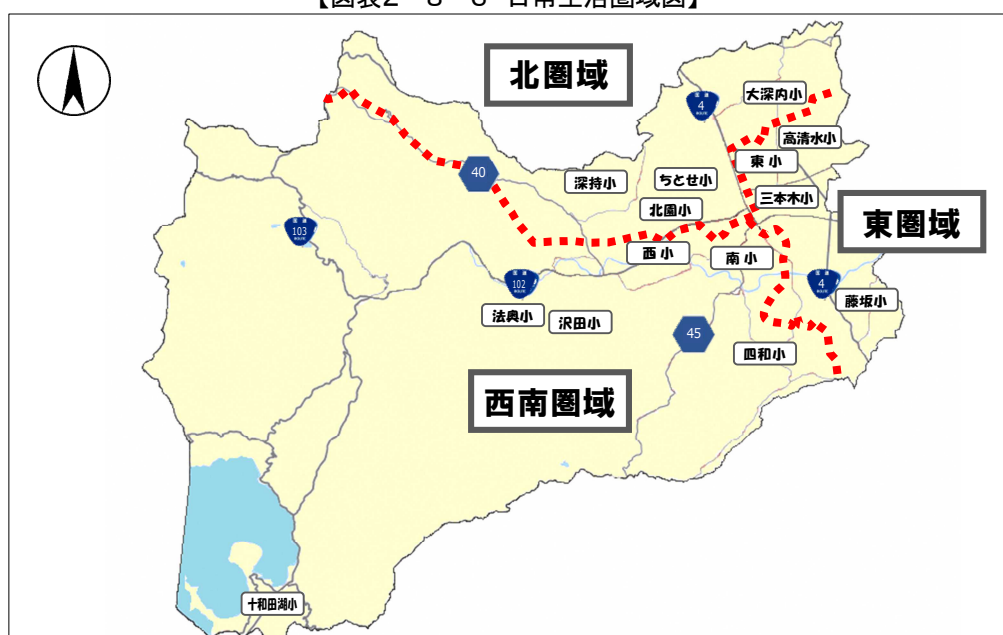 北圏域
4
大深内小
高清水小
東小
40
深持小
ちとせ小
三本木小
北園小
東圏域
103
西小
南小
102
4
法奥小
沢田小
藤坂小
45
四和小
西南圏域
十和田湖小